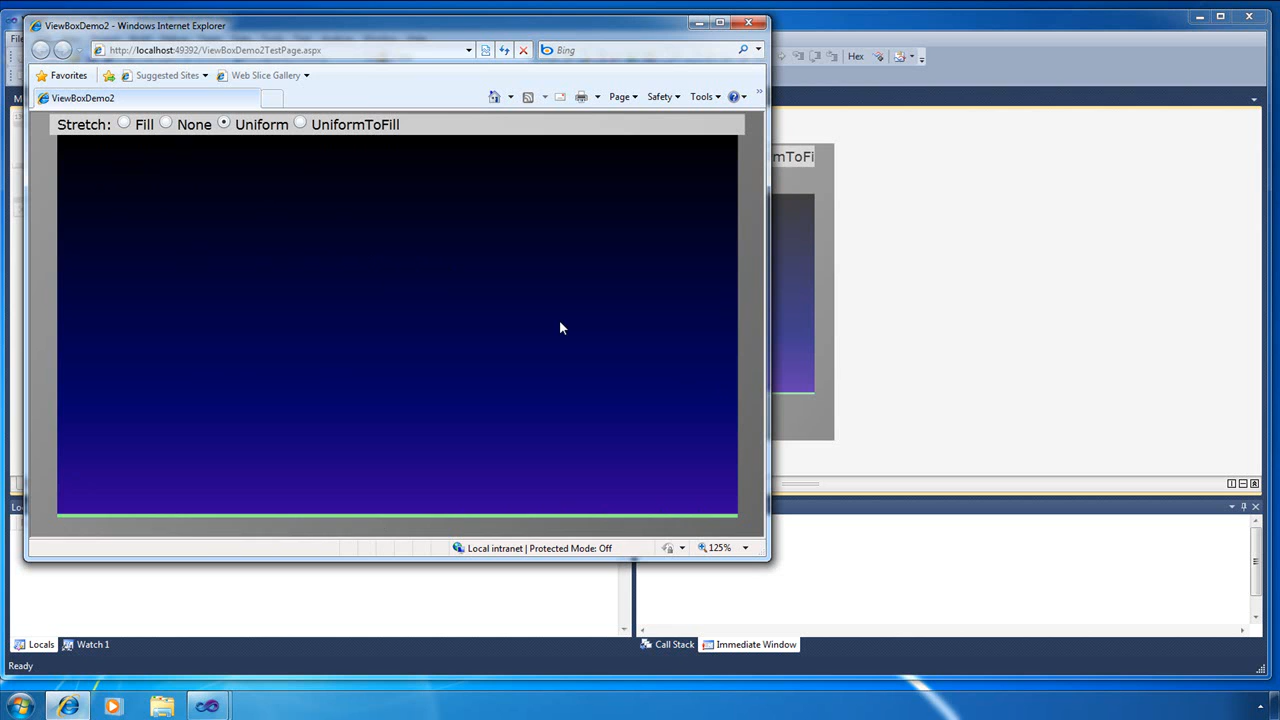 ViewBoxDemo2 - Windows Internet Explorer
http://localhost:49392/ViewBoxDemo2TestPage.aspx
Bing
Favorites Suggested Sites Web Slice Gallery
ViewBoxDemo2
Page Safety Tools
Hex
Stretch: Fill None Uniform UniformToFill
mToFi
Local intranet | Protected Mode: Off
125%
Locals Watch 1
Call Stack Immediate Window
Ready